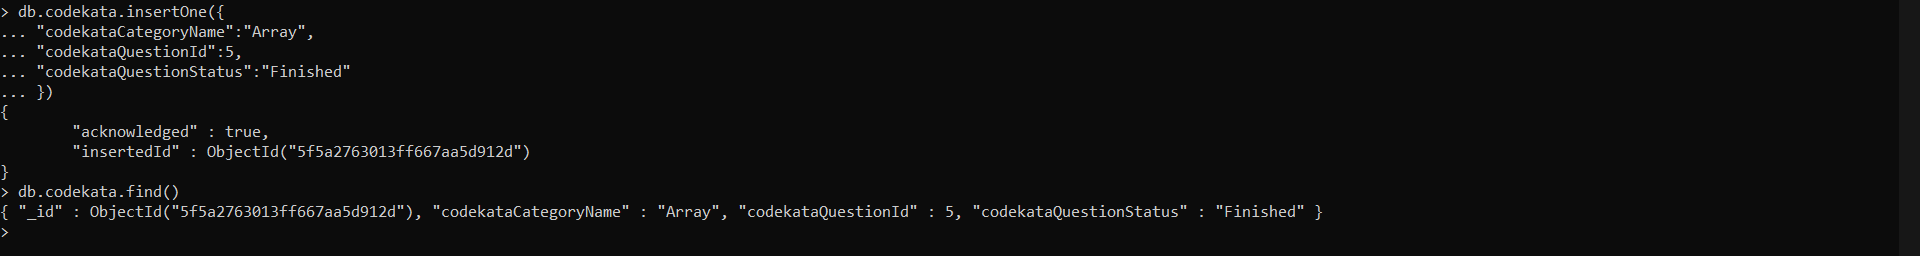 > db.codekata.insertOne({
... "codekataCategoryName":"Array",
... "codekataQuestionId":5,
... "codekataQuestionStatus":"Finished"
... })
{
        "acknowledged" : true,
        "insertedId" : ObjectId("5f5a2763013ff667aa5d912d")
}
> db.codekata.find()
{ "_id" : ObjectId("5f5a2763013ff667aa5d912d"), "codekataCategoryName" : "Array", "codekataQuestionId" : 5, "codekataQuestionStatus" : "Finished" }
>